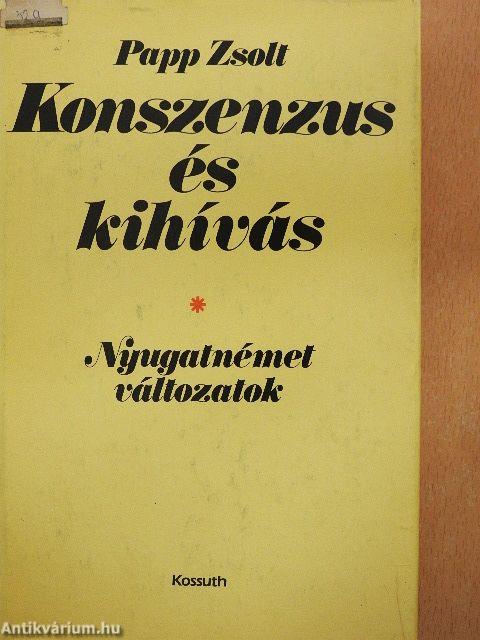 Papp Zsolt
Konszenzus
és
kihívás
*
Nyugatnémet
változatok
Kossuth
Antikvárium.hu